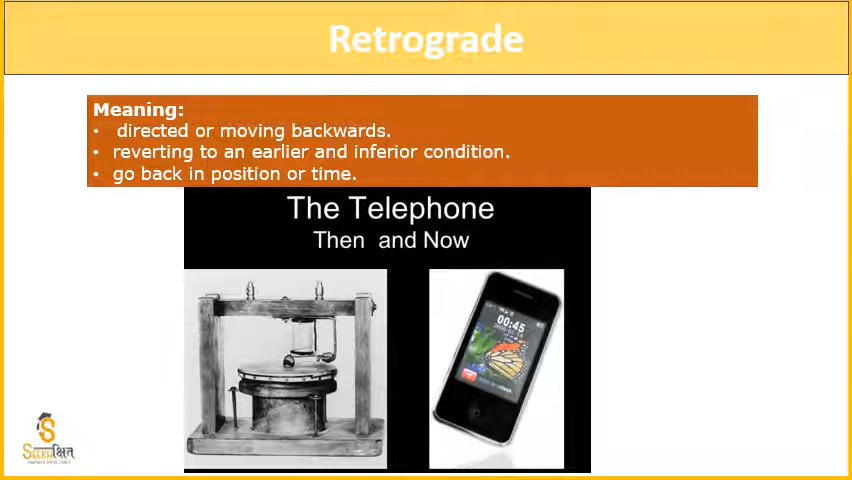 Retrograde
Meaning:
• directed or moving backwards.
• reverting to an earlier and inferior condition.
• go back in position or time.
The Telephone
Then and Now
00:45
S
SEEKHशिक्षित